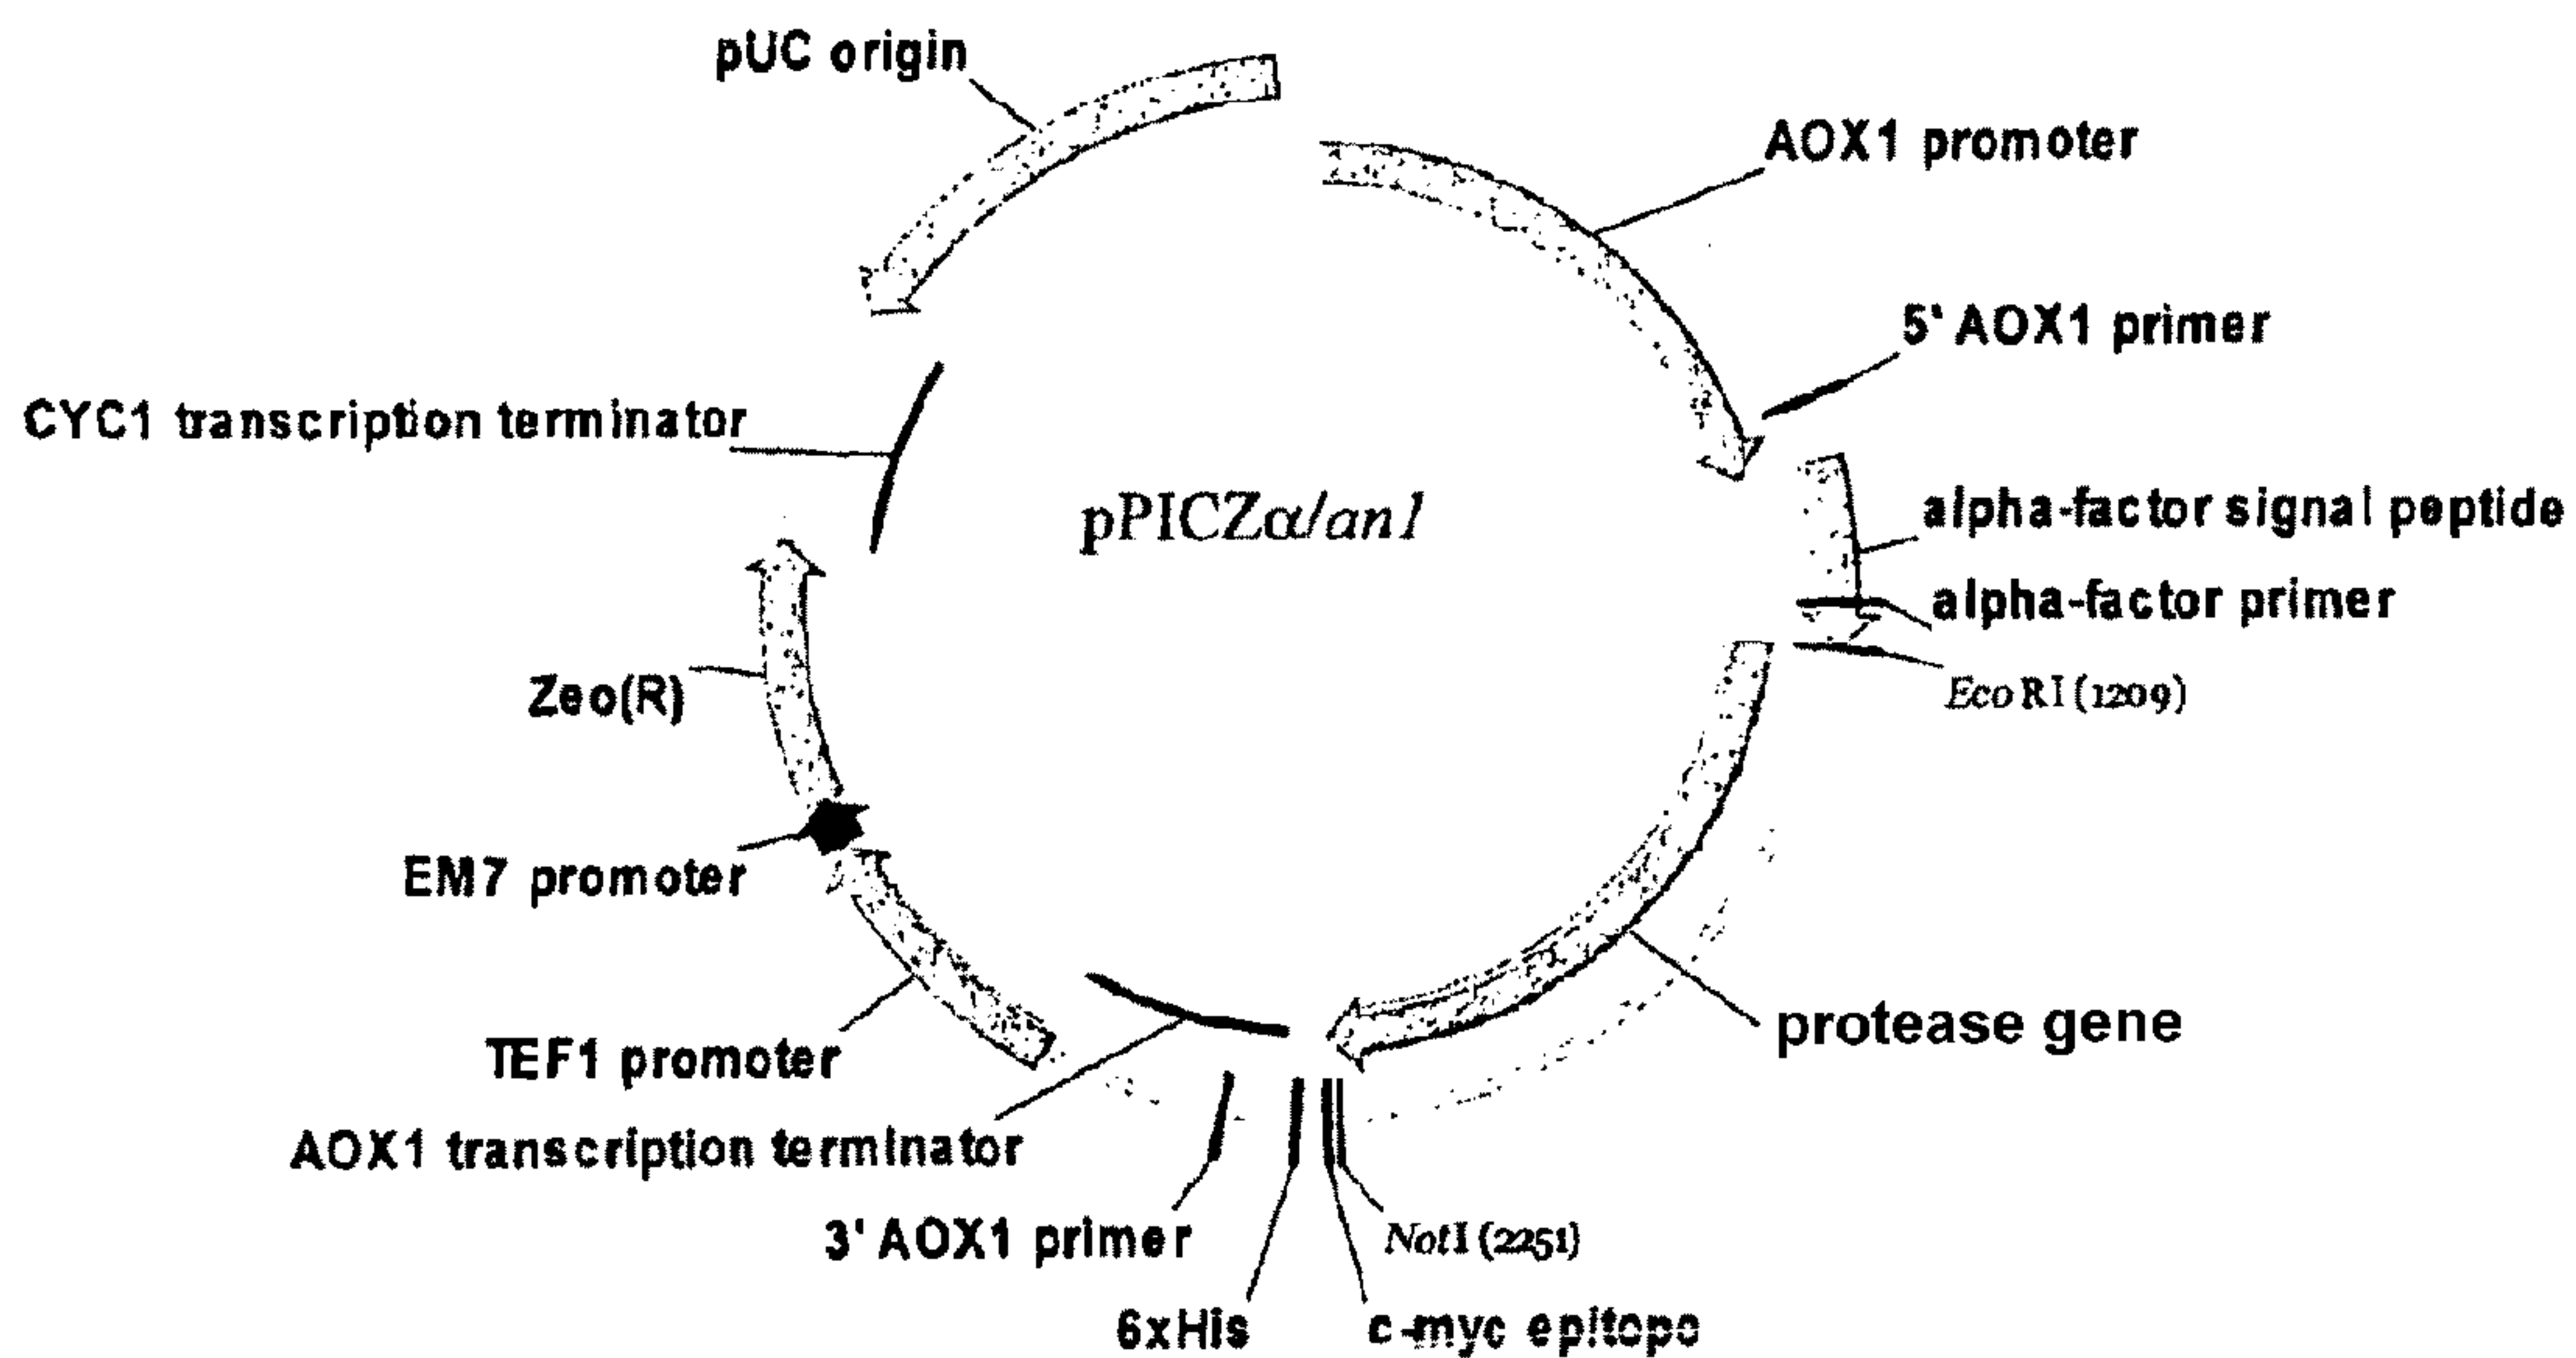 pUC origin
AOX1 promoter
5' AOX1 primer
CYC1 transcription terminator
pPICZα/an1
alpha-factor signal peptide
alpha-factor primer
EcoRI (1209)
Zeo(R)
EM7 promoter
protease gene
TEF1 promoter
AOX1 transcription terminator
3' AOX1 primer
NotI (2251)
6xHis
c-myc epitope